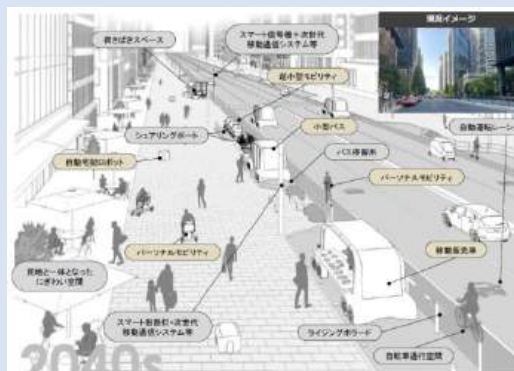 現況イメージ
荷さばきスペース
スマート信号機+次世代
移動通信システム等
超小型モビリティ
シェアリングポート
小型バス
自動運転レーン
自動宅配ロボット
バス停留所
パーソナルモビリティ
パーソナルモビリティ
移動販売車
民地と一体となった
にぎわい空間
スマート街路灯+次世代
移動通信システム等
ライジングボラード
自転車通行空間
2040s